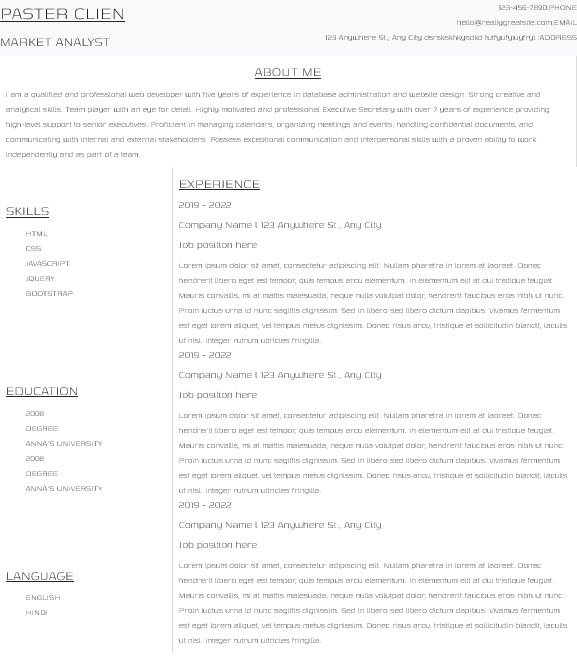 PASTER CLIEN
MARKET ANALYST
123-456-7890:PHONE
hello@reallygreatsite.com:EMAIL
123 Anywhere St., Any City dsnskskhkysdkd tutfyufyiuyfryt :ADDRESS
ABOUT ME
I am a qualified and professional web developer with five years of experience in database administration and website design. Strong creative and
analytical skills. Team player with an eye for detail. Highly motivated and professional Executive Secretary with over 7 years of experience providing
high-level support to senior executives. Proficient in managing calendars, organizing meetings and events, handling confidential documents, and
communicating with internal and external stakeholders. Possess exceptional communication and interpersonal skills with a proven ability to work
independently and as part of a team.
SKILLS
HTML
CSS
JAVASCRIPT
JQUERY
BOOTSTRAP
EDUCATION
2008
DEGREE
ANNA'S UNIVERSITY
2008
DEGREE
ANNA'S UNIVERSITY
LANGUAGE
ENGLISH
HINDI
EXPERIENCE
2019 - 2022
Company Name l 123 Anywhere St., Any City
Job position here
Lorem ipsum dolor sit amet, consectetur adipiscing elit. Nullam pharetra in lorem at laoreet. Donec
hendrerit libero eget est tempor, quis tempus arcu elementum. In elementum elit at dui tristique feugiat.
Mauris convallis, mi at mattis malesuada, neque nulla volutpat dolor, hendrerit faucibus eros nibh ut nunc.
Proin luctus urna id nunc sagittis dignissim. Sed in libero sed libero dictum dapibus. Vivamus fermentum
est eget lorem aliquet, vel tempus metus dignissim. Donec risus arcu, tristique et sollicitudin blandit, iaculis
ut nisl. Integer rutrum ultricies fringilla.
2019 - 2022
Company Name l 123 Anywhere St., Any City
Job position here
Lorem ipsum dolor sit amet, consectetur adipiscing elit. Nullam pharetra in lorem at laoreet. Donec
hendrerit libero eget est tempor, quis tempus arcu elementum. In elementum elit at dui tristique feugiat.
Mauris convallis, mi at mattis malesuada, neque nulla volutpat dolor, hendrerit faucibus eros nibh ut nunc.
Proin luctus urna id nunc sagittis dignissim. Sed in libero sed libero dictum dapibus. Vivamus fermentum
est eget lorem aliquet, vel tempus metus dignissim. Donec risus arcu, tristique et sollicitudin blandit, iaculis
ut nisl. Integer rutrum ultricies fringilla.
2019 - 2022
Company Name l 123 Anywhere St., Any City
Job position here
Lorem ipsum dolor sit amet, consectetur adipiscing elit. Nullam pharetra in lorem at laoreet. Donec
hendrerit libero eget est tempor, quis tempus arcu elementum. In elementum elit at dui tristique feugiat.
Mauris convallis, mi at mattis malesuada, neque nulla volutpat dolor, hendrerit faucibus eros nibh ut nunc.
Proin luctus urna id nunc sagittis dignissim. Sed in libero sed libero dictum dapibus. Vivamus fermentum
est eget lorem aliquet, vel tempus metus dignissim. Donec risus arcu, tristique et sollicitudin blandit, iaculis
ut nisl. Integer rutrum ultricies fringilla.